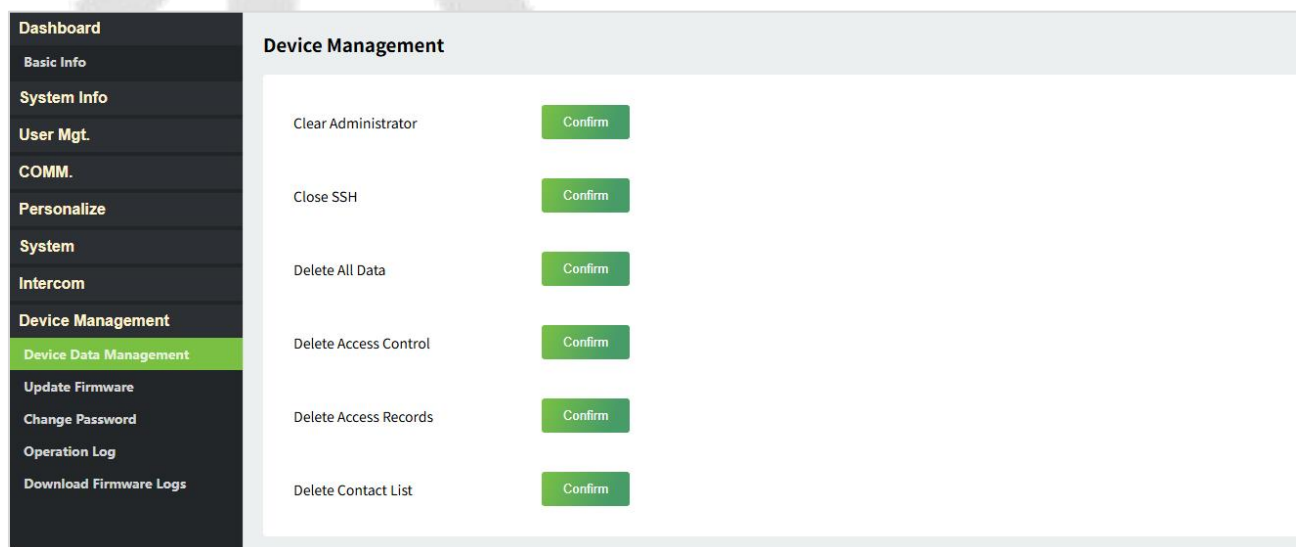 Dashboard
Basic Info
System Info
User Mgt.
COMM.
Personalize
System
Intercom
Device Management
Device Data Management
Update Firmware
Change Password
Operation Log
Download Firmware Logs
Device Management
Clear Administrator Confirm
Close SSH Confirm
Delete All Data Confirm
Delete Access Control Confirm
Delete Access Records Confirm
Delete Contact List Confirm